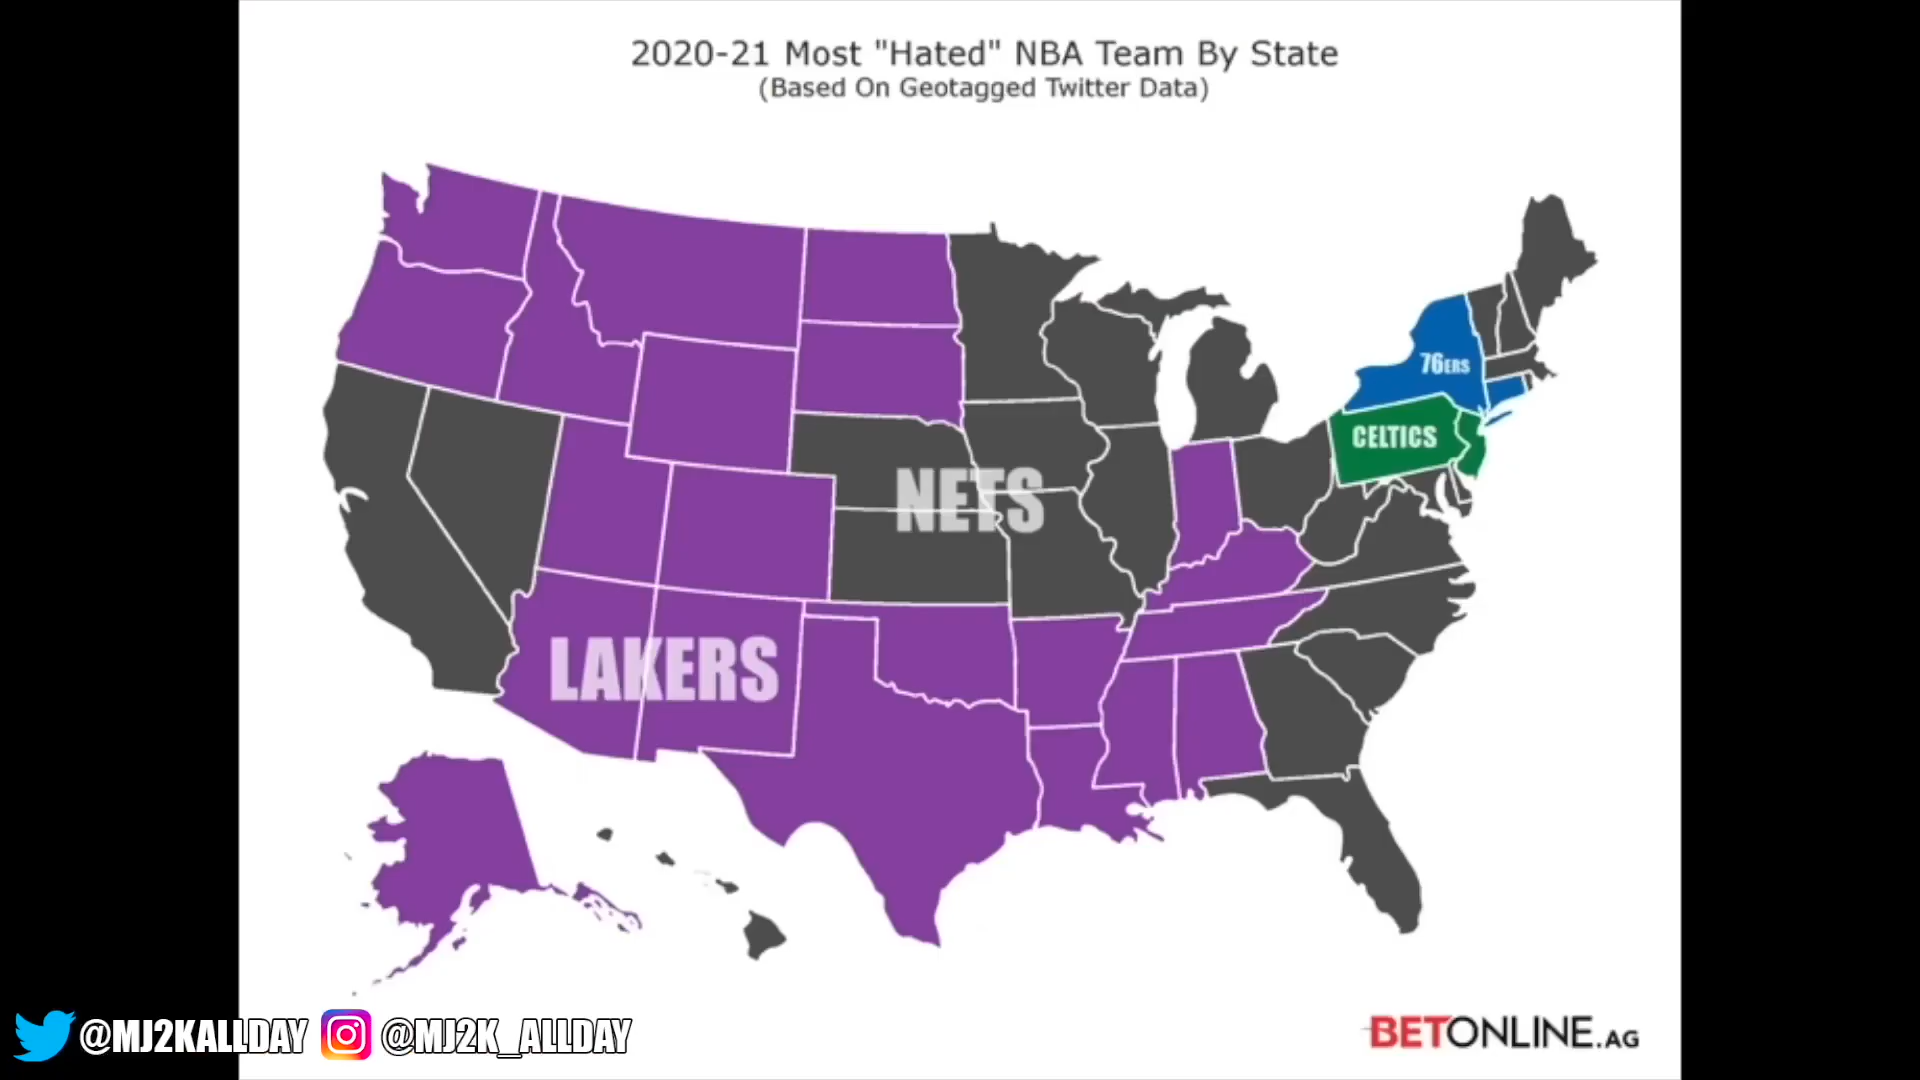 2020-21 Most "Hated" NBA Team By State
(Based On Geotagged Twitter Data)
76ERS
CELTICS
NETS
LAKERS
@MJ2KALLDAY @MJ2K_ALLDAY
BETONLINE.AG